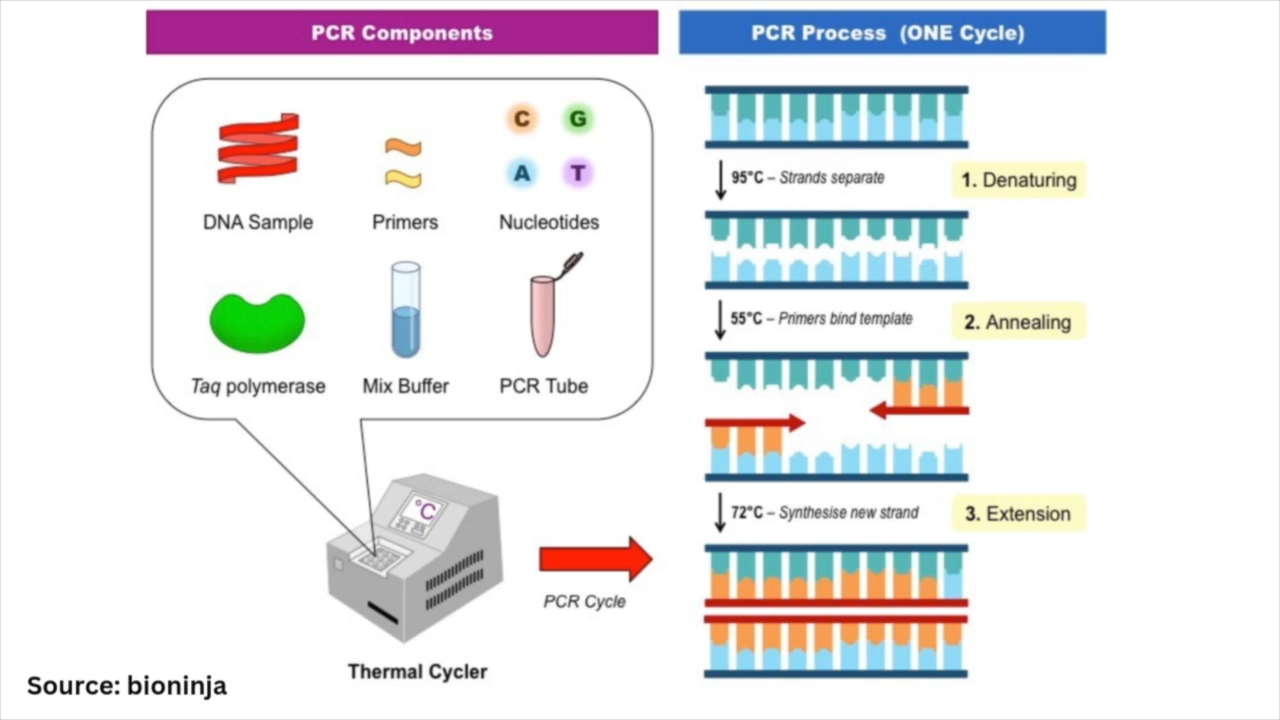 PCR Components
PCR Process (ONE Cycle)
C G
A T
DNA Sample
Primers
Nucleotides
Taq polymerase
Mix Buffer
PCR Tube
°C
Thermal Cycler
PCR Cycle
95°C – Strands separate
1. Denaturing
55°C – Primers bind template
2. Annealing
72°C – Synthesise new strand
3. Extension
Source: bioninja